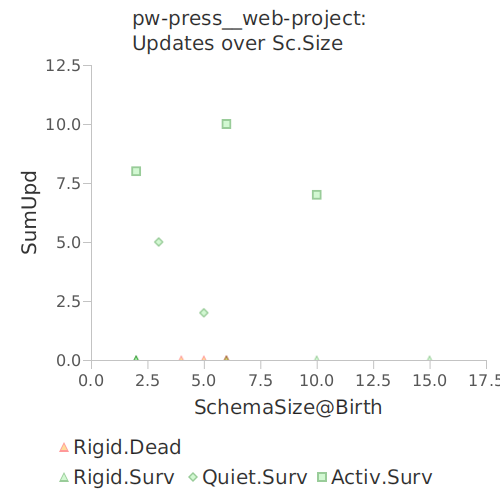 pw-press__web-project:
Updates over Sc.Size
12.5
10.0
7.5
5.0
2.5
0.0
SumUpd
0.0 2.5 5.0 7.5 10.0 12.5 15.0 17.5
SchemaSize@Birth
Rigid.Dead
Rigid.Surv Quiet.Surv Activ.Surv